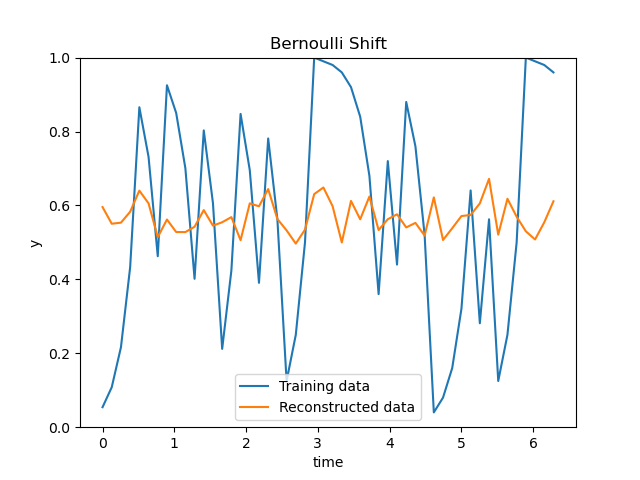 Bernoulli Shift
1.0
0.8
0.6
0.4
0.2
0.0
y
0 1 2 3 4 5 6
time
Training data
Reconstructed data